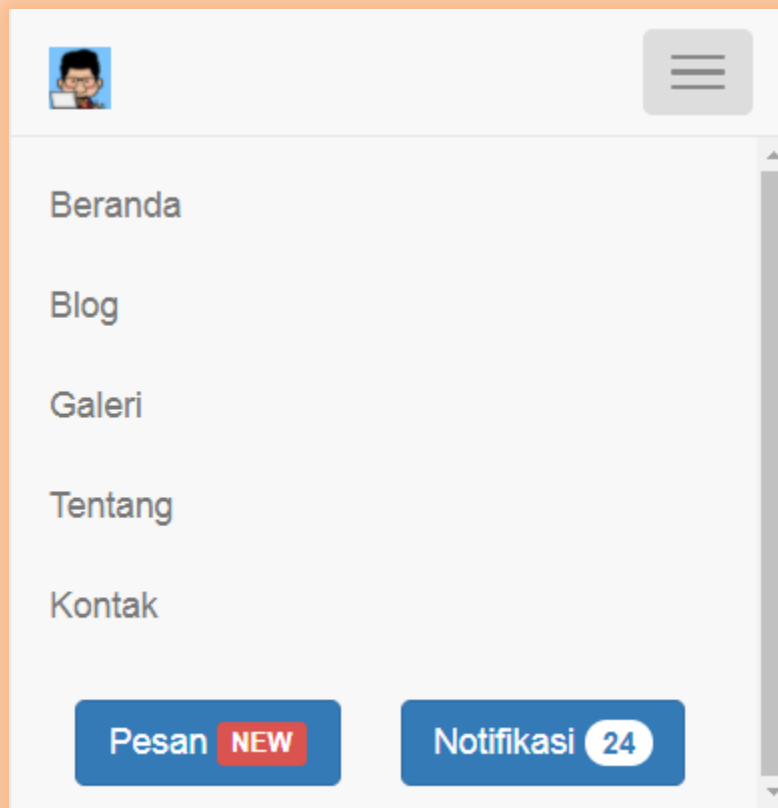 Beranda
Blog
Galeri
Tentang
Kontak
Pesan NEW Notifikasi 24